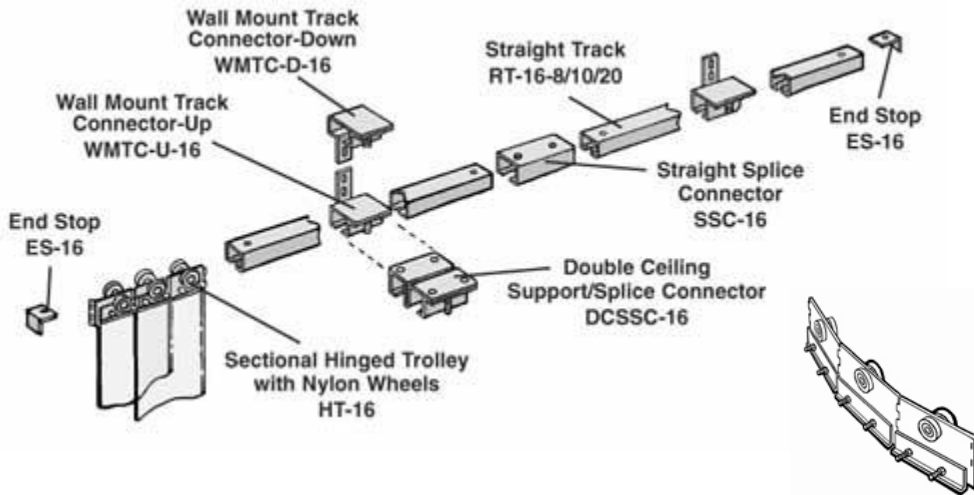 Wall Mount Track
Connector-Down
WMTC-D-16
Wall Mount Track
Connector-Up
WMTC-U-16
Straight Track
RT-16-8/10/20
End Stop
ES-16
Straight Splice
Connector
SSC-16
End Stop
ES-16
Double Ceiling
Support/Splice Connector
DCSSC-16
Sectional Hinged Trolley
with Nylon Wheels
HT-16